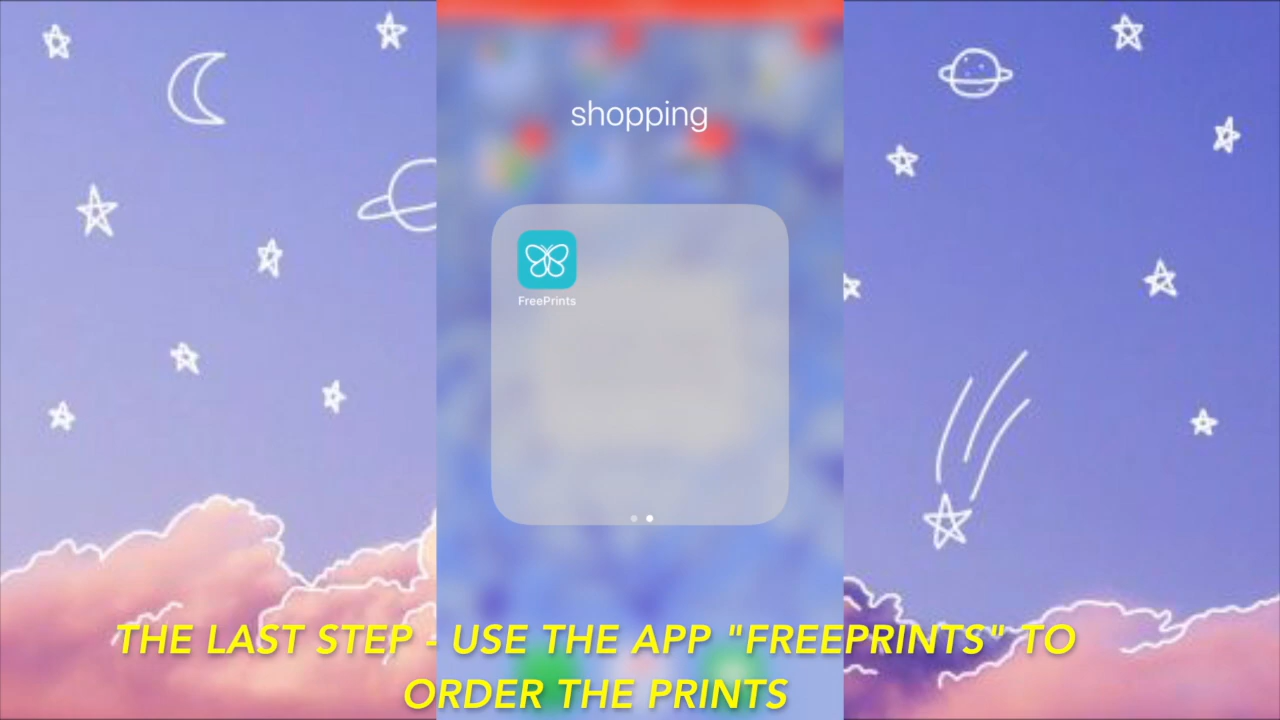 shopping
FreePrints
THE LAST STEP - USE THE APP "FREEPRINTS" TO
ORDER THE PRINTS